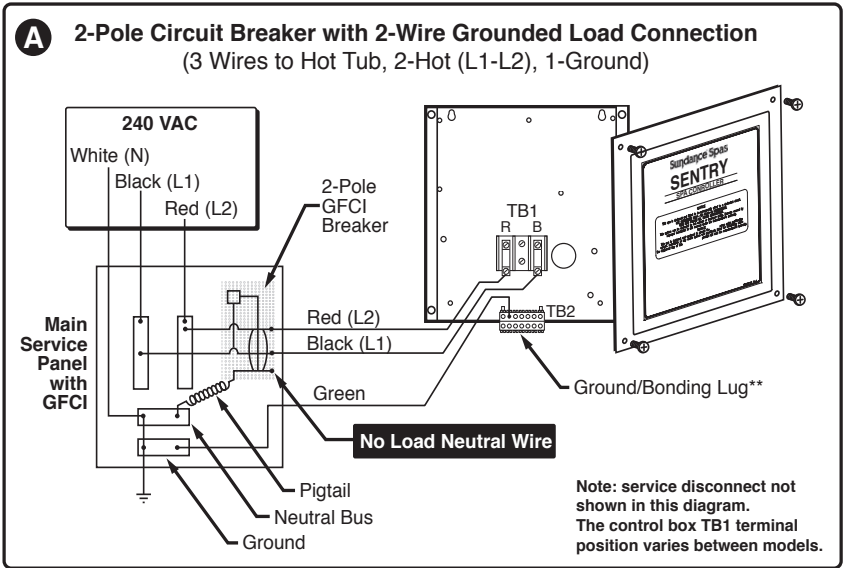 A
2-Pole Circuit Breaker with 2-Wire Grounded Load Connection
(3 Wires to Hot Tub, 2-Hot (L1-L2), 1-Ground)
240 VAC
White (N)
Black (L1)
Red (L2)
2-Pole
GFCI
Breaker
TB1
R B
Sundance Spas
SENTRY
SPA CONTROLLER
Main
Service
Panel
with
GFCI
Red (L2)
Black (L1)
TB2
Green
Ground/Bonding Lug**
No Load Neutral Wire
Pigtail
Neutral Bus
Ground
Note: service disconnect not
shown in this diagram.
The control box TB1 terminal
position varies between models.